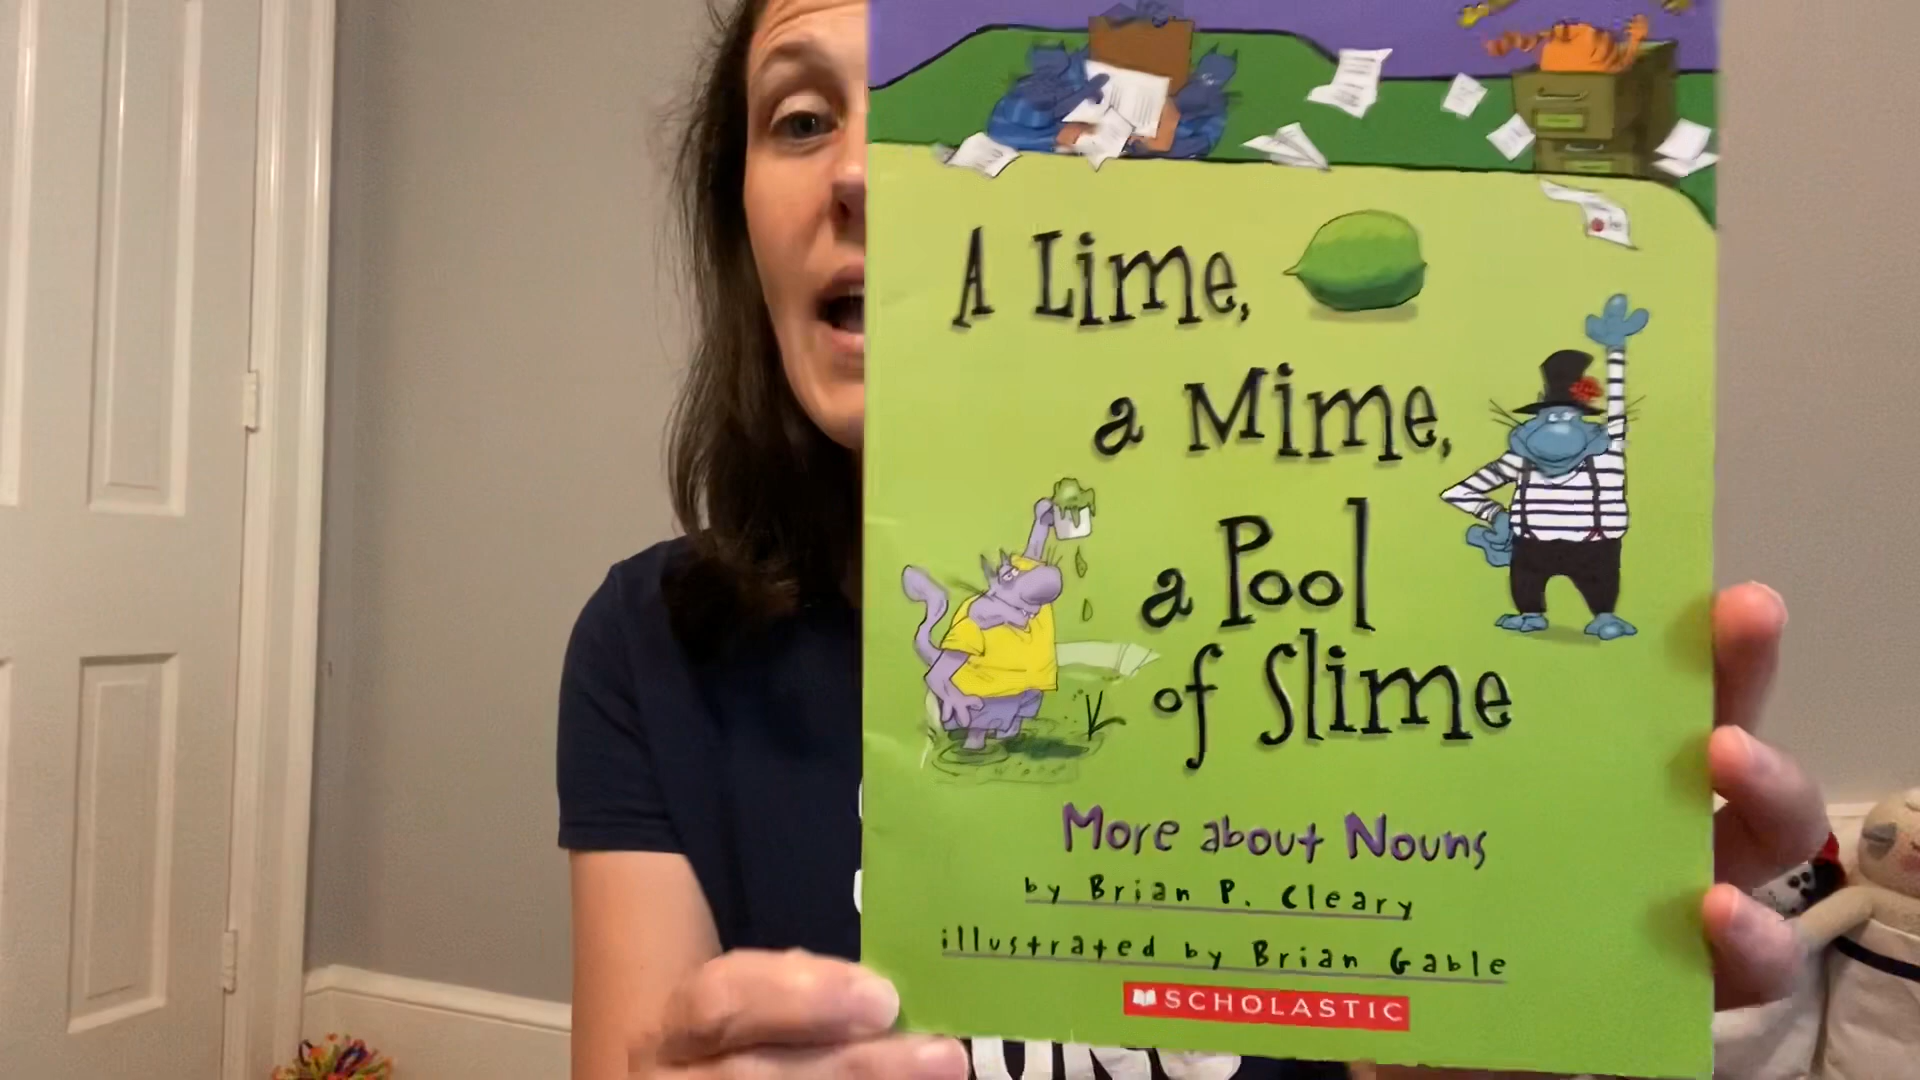 A Lime,
a Mime,
a Pool
of Slime
More about Nouns
by Brian P. Cleary
illustrated by Brian Gable
SCHOLASTIC